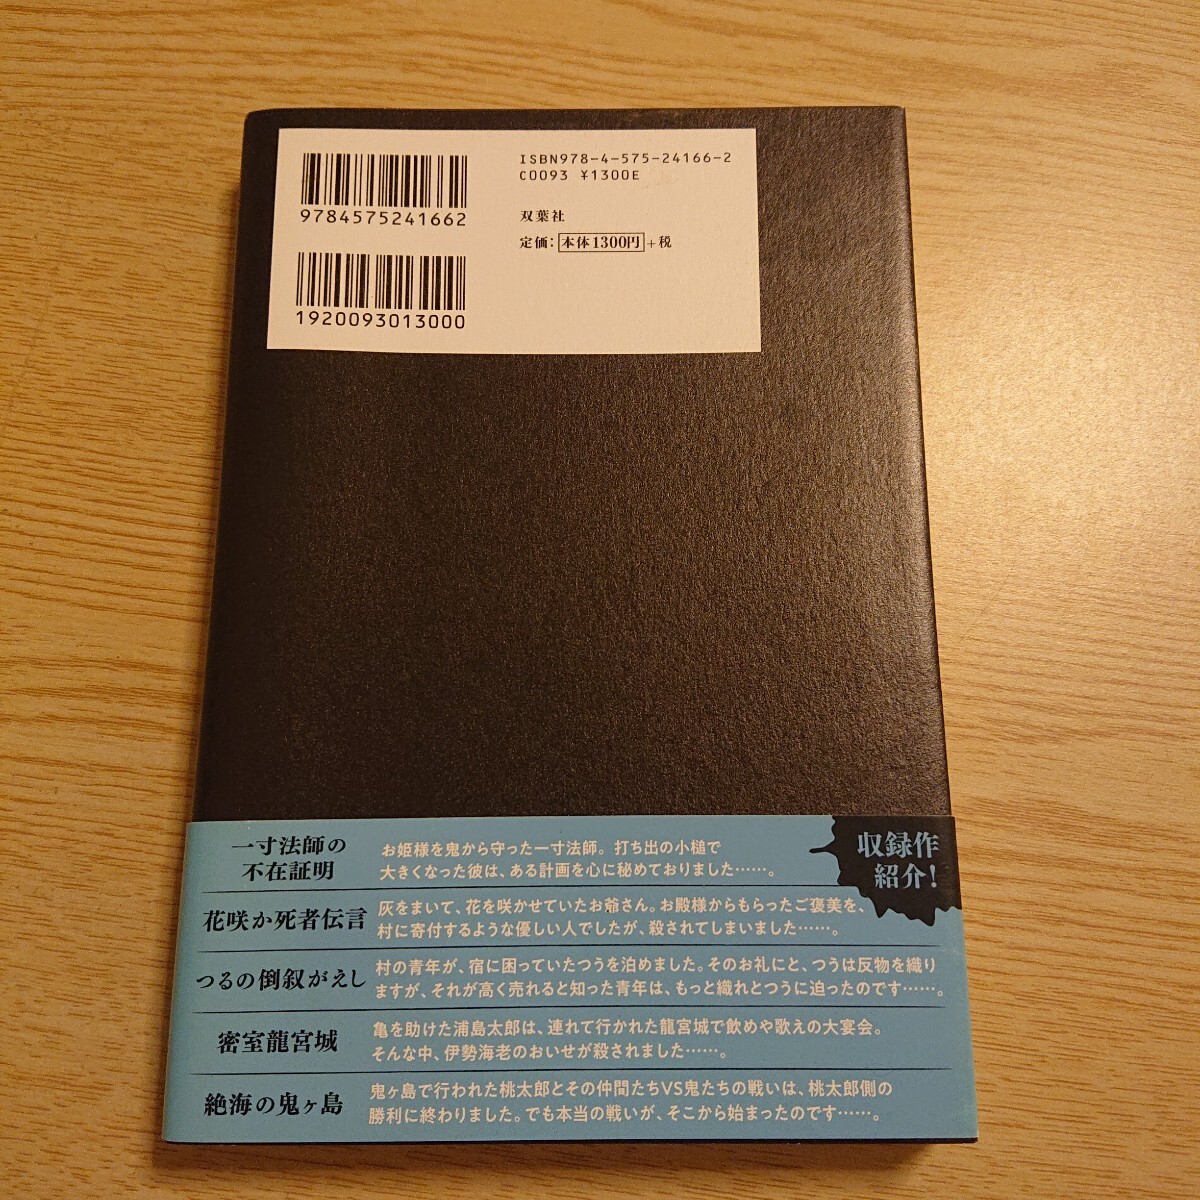 9784575241662
1920093013000
ISBN978-4-575-24166-2
C0093 ¥1300E
双葉社
定価:本体1300円+税
収録作
紹介!
一寸法師の
不在証明
お姫様を鬼から守った一寸法師。打ち出の小槌で
大きくなった彼は、ある計画を心に秘めておりました……。
花咲か死者伝言
灰をまいて、花を咲かせていたお爺さん。お殿様からもらったご褒美を、
村に寄付するような優しい人でしたが、殺されてしまいました……。
つるの倒叙がえし
村の青年が、宿に困っていたつうを泊めました。そのお礼にと、つうは反物を織り
ますが、それが高く売れると知った青年は、もっと織れとつうに迫ったのです……。
密室龍宮城
亀を助けた浦島太郎は、連れて行かれた龍宮城で飲めや歌えの大宴会。
そんな中、伊勢海老のおいせが殺されました……。
絶海の鬼ヶ島
鬼ヶ島で行われた桃太郎とその仲間たちVS鬼たちの戦いは、桃太郎側の
勝利に終わりました。でも本当の戦いが、そこから始まったのです……。